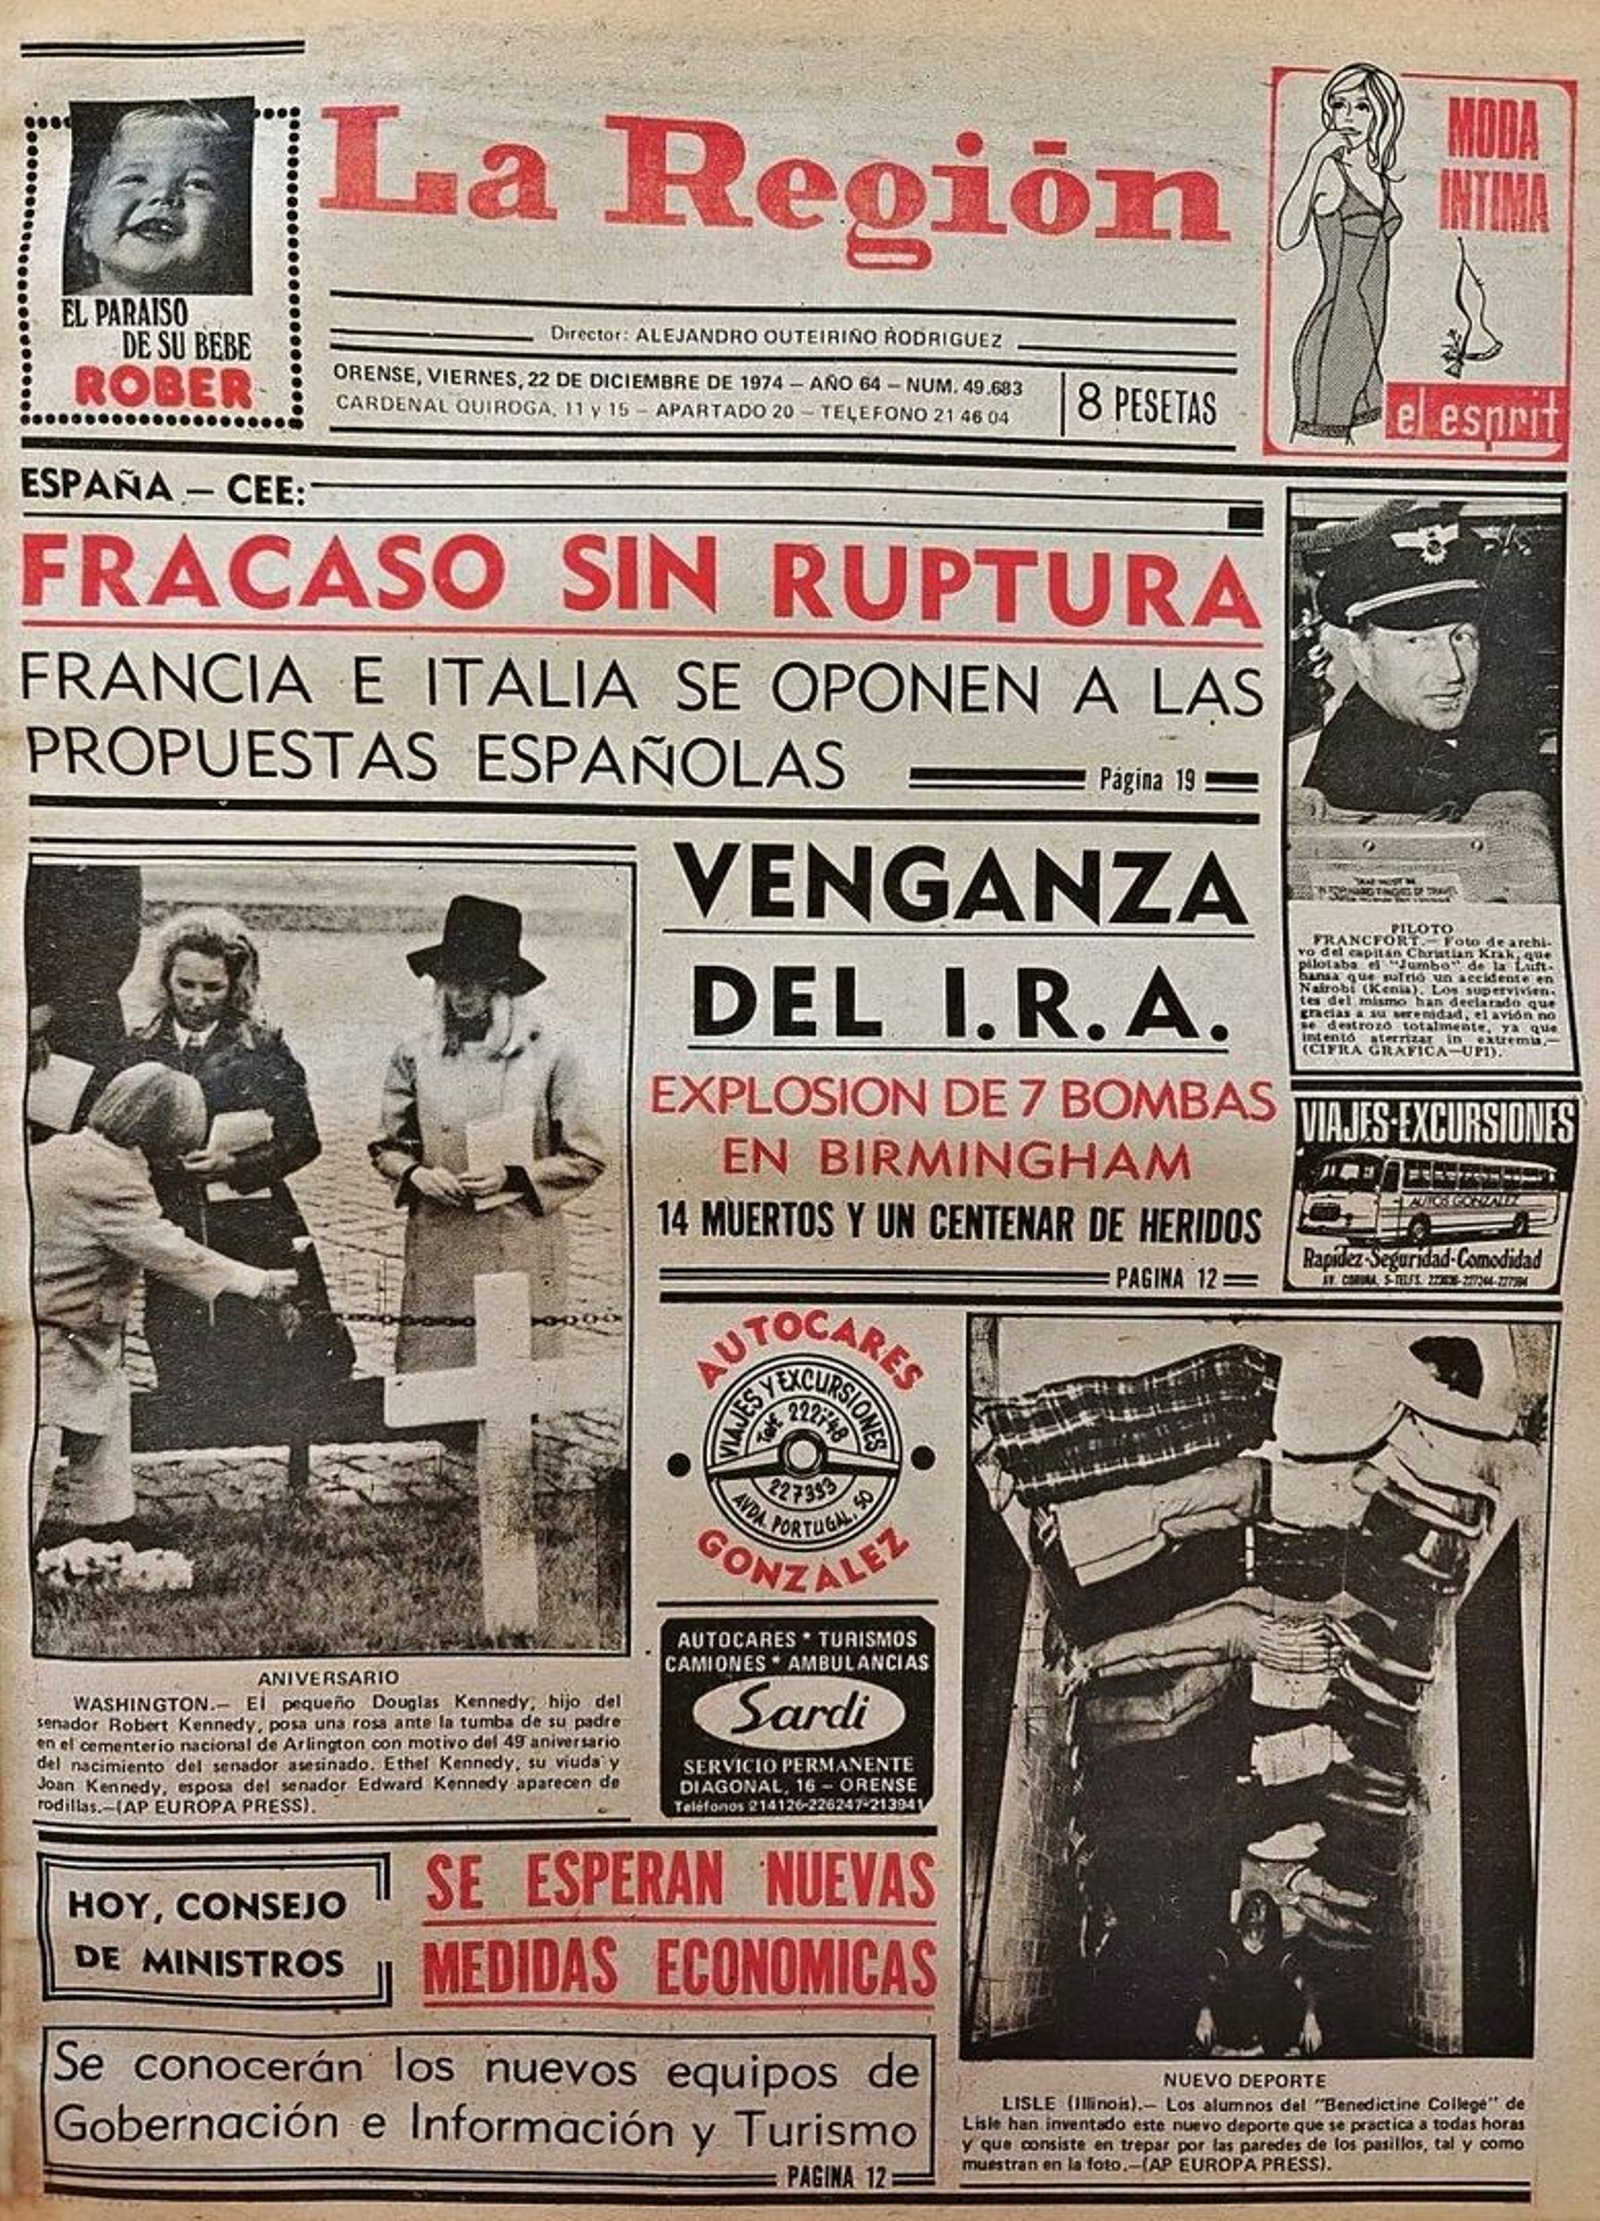 EL PARAISO
DE SU BEBE
ROBER
La Región
MODA
INTIMA
el esprit
Director: ALEJANDRO OUTEIRIÑO RODRIGUEZ
ORENSE, VIERNES, 22 DE DICIEMBRE DE 1974 — AÑO 64 — NUM. 49.683
CARDENAL QUIROGA, 11 y 15 — APARTADO 20 — TELEFONO 21 46 04
8 PESETAS
ESPAÑA — CEE:
FRACASO SIN RUPTURA
FRANCIA E ITALIA SE OPONEN A LAS
PROPUESTAS ESPAÑOLAS
Página 19
PILOTO
FRANCFORT.— Foto de archi-
vo del capitán Christian Krak, que
pilotaba el "Jumbo" de la Luft-
hansa que sufrió un accidente en
Nairobi (Kenia). Los supervivien-
tes del mismo han declarado que
gracias a su serenidad, el avión no
se destrozó totalmente, ya que
intentó aterrizar in extremis.—
(CIFRA GRAFICA—UPI).
VENGANZA
DEL I.R.A.
EXPLOSION DE 7 BOMBAS
EN BIRMINGHAM
14 MUERTOS Y UN CENTENAR DE HERIDOS
PAGINA 12
VIAJES-EXCURSIONES
AUTOS GONZALEZ
Rapidez-Seguridad-Comodidad
AV. CORUÑA, 5-TELFS.
AUTOCARES
VIAJES Y EXCURSIONES
Telf. 222748
227393
AVDA. PORTUGAL, 50
GONZALEZ
AUTOCARES * TURISMOS
CAMIONES * AMBULANCIAS
Sardi
SERVICIO PERMANENTE
DIAGONAL, 16 — ORENSE
Teléfonos 214126-226247-213941
ANIVERSARIO
WASHINGTON.— El pequeño Douglas Kennedy, hijo del
senador Robert Kennedy, posa una rosa ante la tumba de su padre
en el cementerio nacional de Arlington con motivo del 49 aniversario
del nacimiento del senador asesinado. Ethel Kennedy, su viuda y
Joan Kennedy, esposa del senador Edward Kennedy aparecen de
rodillas.—(AP EUROPA PRESS).
HOY, CONSEJO
DE MINISTROS
SE ESPERAN NUEVAS
MEDIDAS ECONOMICAS
Se conocerán los nuevos equipos de
Gobernación e Información y Turismo
PAGINA 12
NUEVO DEPORTE
LISLE (Illinois).— Los alumnos del "Benedictine College" de
Lisle han inventado este nuevo deporte que se practica a todas horas
y que consiste en trepar por las paredes de los pasillos, tal y como
muestran en la foto.—(AP EUROPA PRESS).